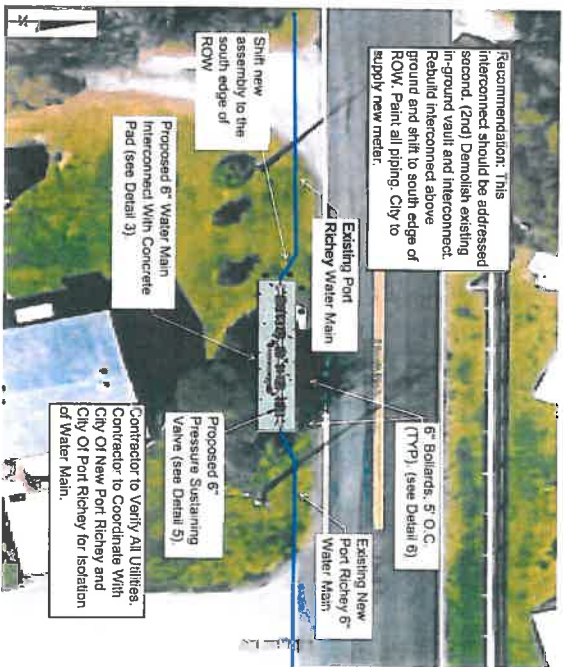 Recommendation: This
interconnect should be addressed
second. (2nd) Demolish existing
in-ground vault and interconnect.
Rebuild interconnect above
ground and shift to south edge of
ROW. Paint all piping. City to
supply new meter.
6" Bollards, 5' O.C.
(TYP). (see Detail 6)
Existing Port
Richey Water Main
Existing New
Port Richey 6"
Water Main
Shift new
assembly to the
south edge of
ROW
Proposed 6" Water Main
Interconnect With Concrete
Pad (see Detail 3).
Proposed 6"
Pressure Sustaining
Valve (see Detail 5).
Contractor to Verify All Utilities.
Contractor to Coordinate With
City Of New Port Richey and
City Of Port Richey for Isolation
of Water Main.